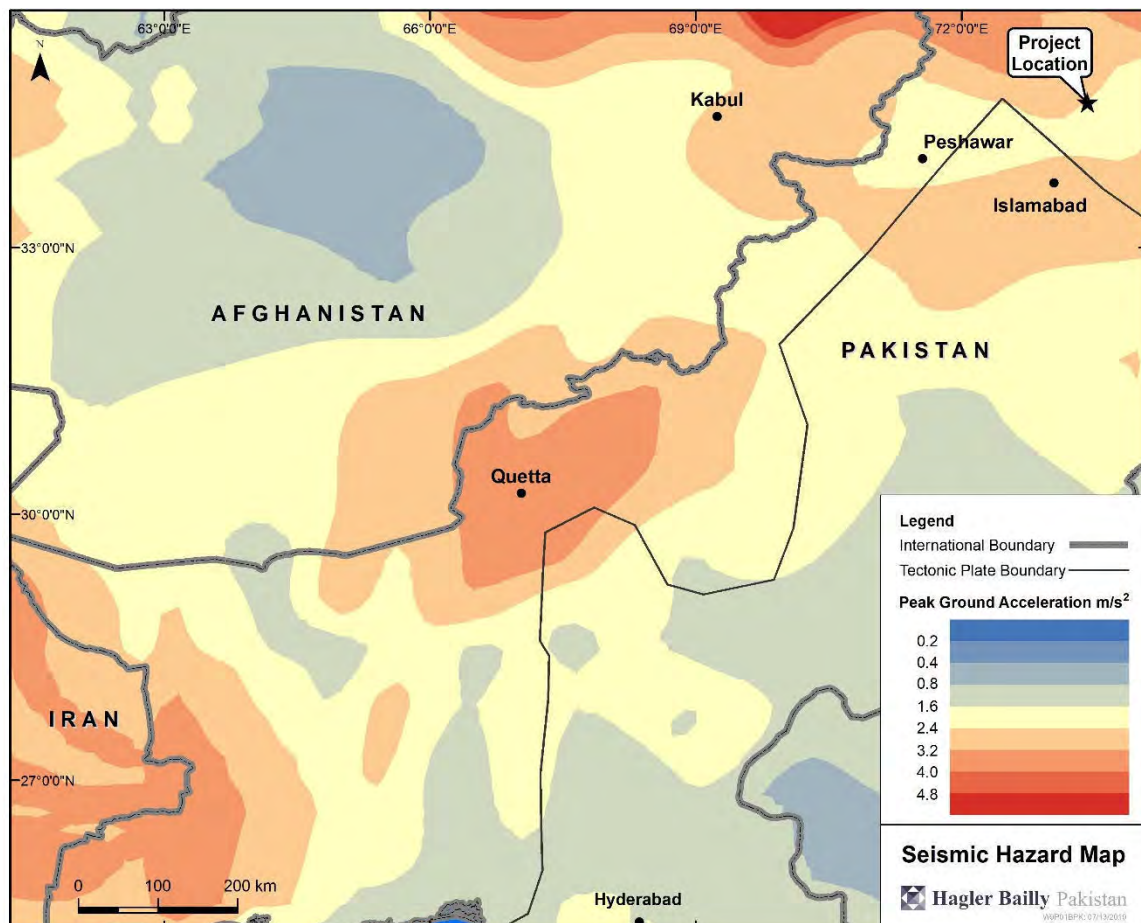 63°0'0"E
66°0'0"E
69°0'0"E
72°0'0"E
N
Project
Location
Kabul
Peshawar
Islamabad
33°0'0"N
AFGHANISTAN
PAKISTAN
Quetta
30°0'0"N
IRAN
27°0'0"N
0 100 200 km
Hyderabad
Legend
International Boundary
Tectonic Plate Boundary
Peak Ground Acceleration m/s²
0.2
0.4
0.8
1.6
2.4
3.2
4.0
4.8
Seismic Hazard Map
Hagler Bailly Pakistan